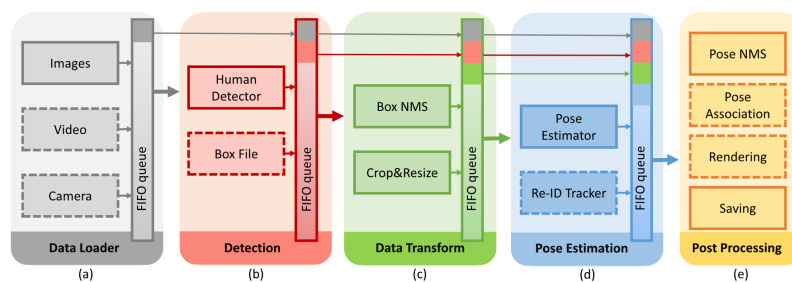 Images
Video
Camera
FIFO queue
Data Loader
(a)
Human
Detector
Box File
FIFO queue
Detection
(b)
Box NMS
Crop&Resize
FIFO queue
Data Transform
(c)
Pose
Estimator
Re-ID Tracker
FIFO queue
Pose Estimation
(d)
Pose NMS
Pose
Association
Rendering
Saving
Post Processing
(e)